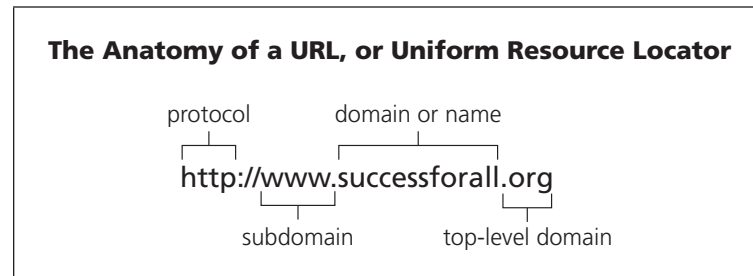 The Anatomy of a URL, or Uniform Resource Locator
protocol domain or name
http://www.successforall.org
subdomain top-level domain